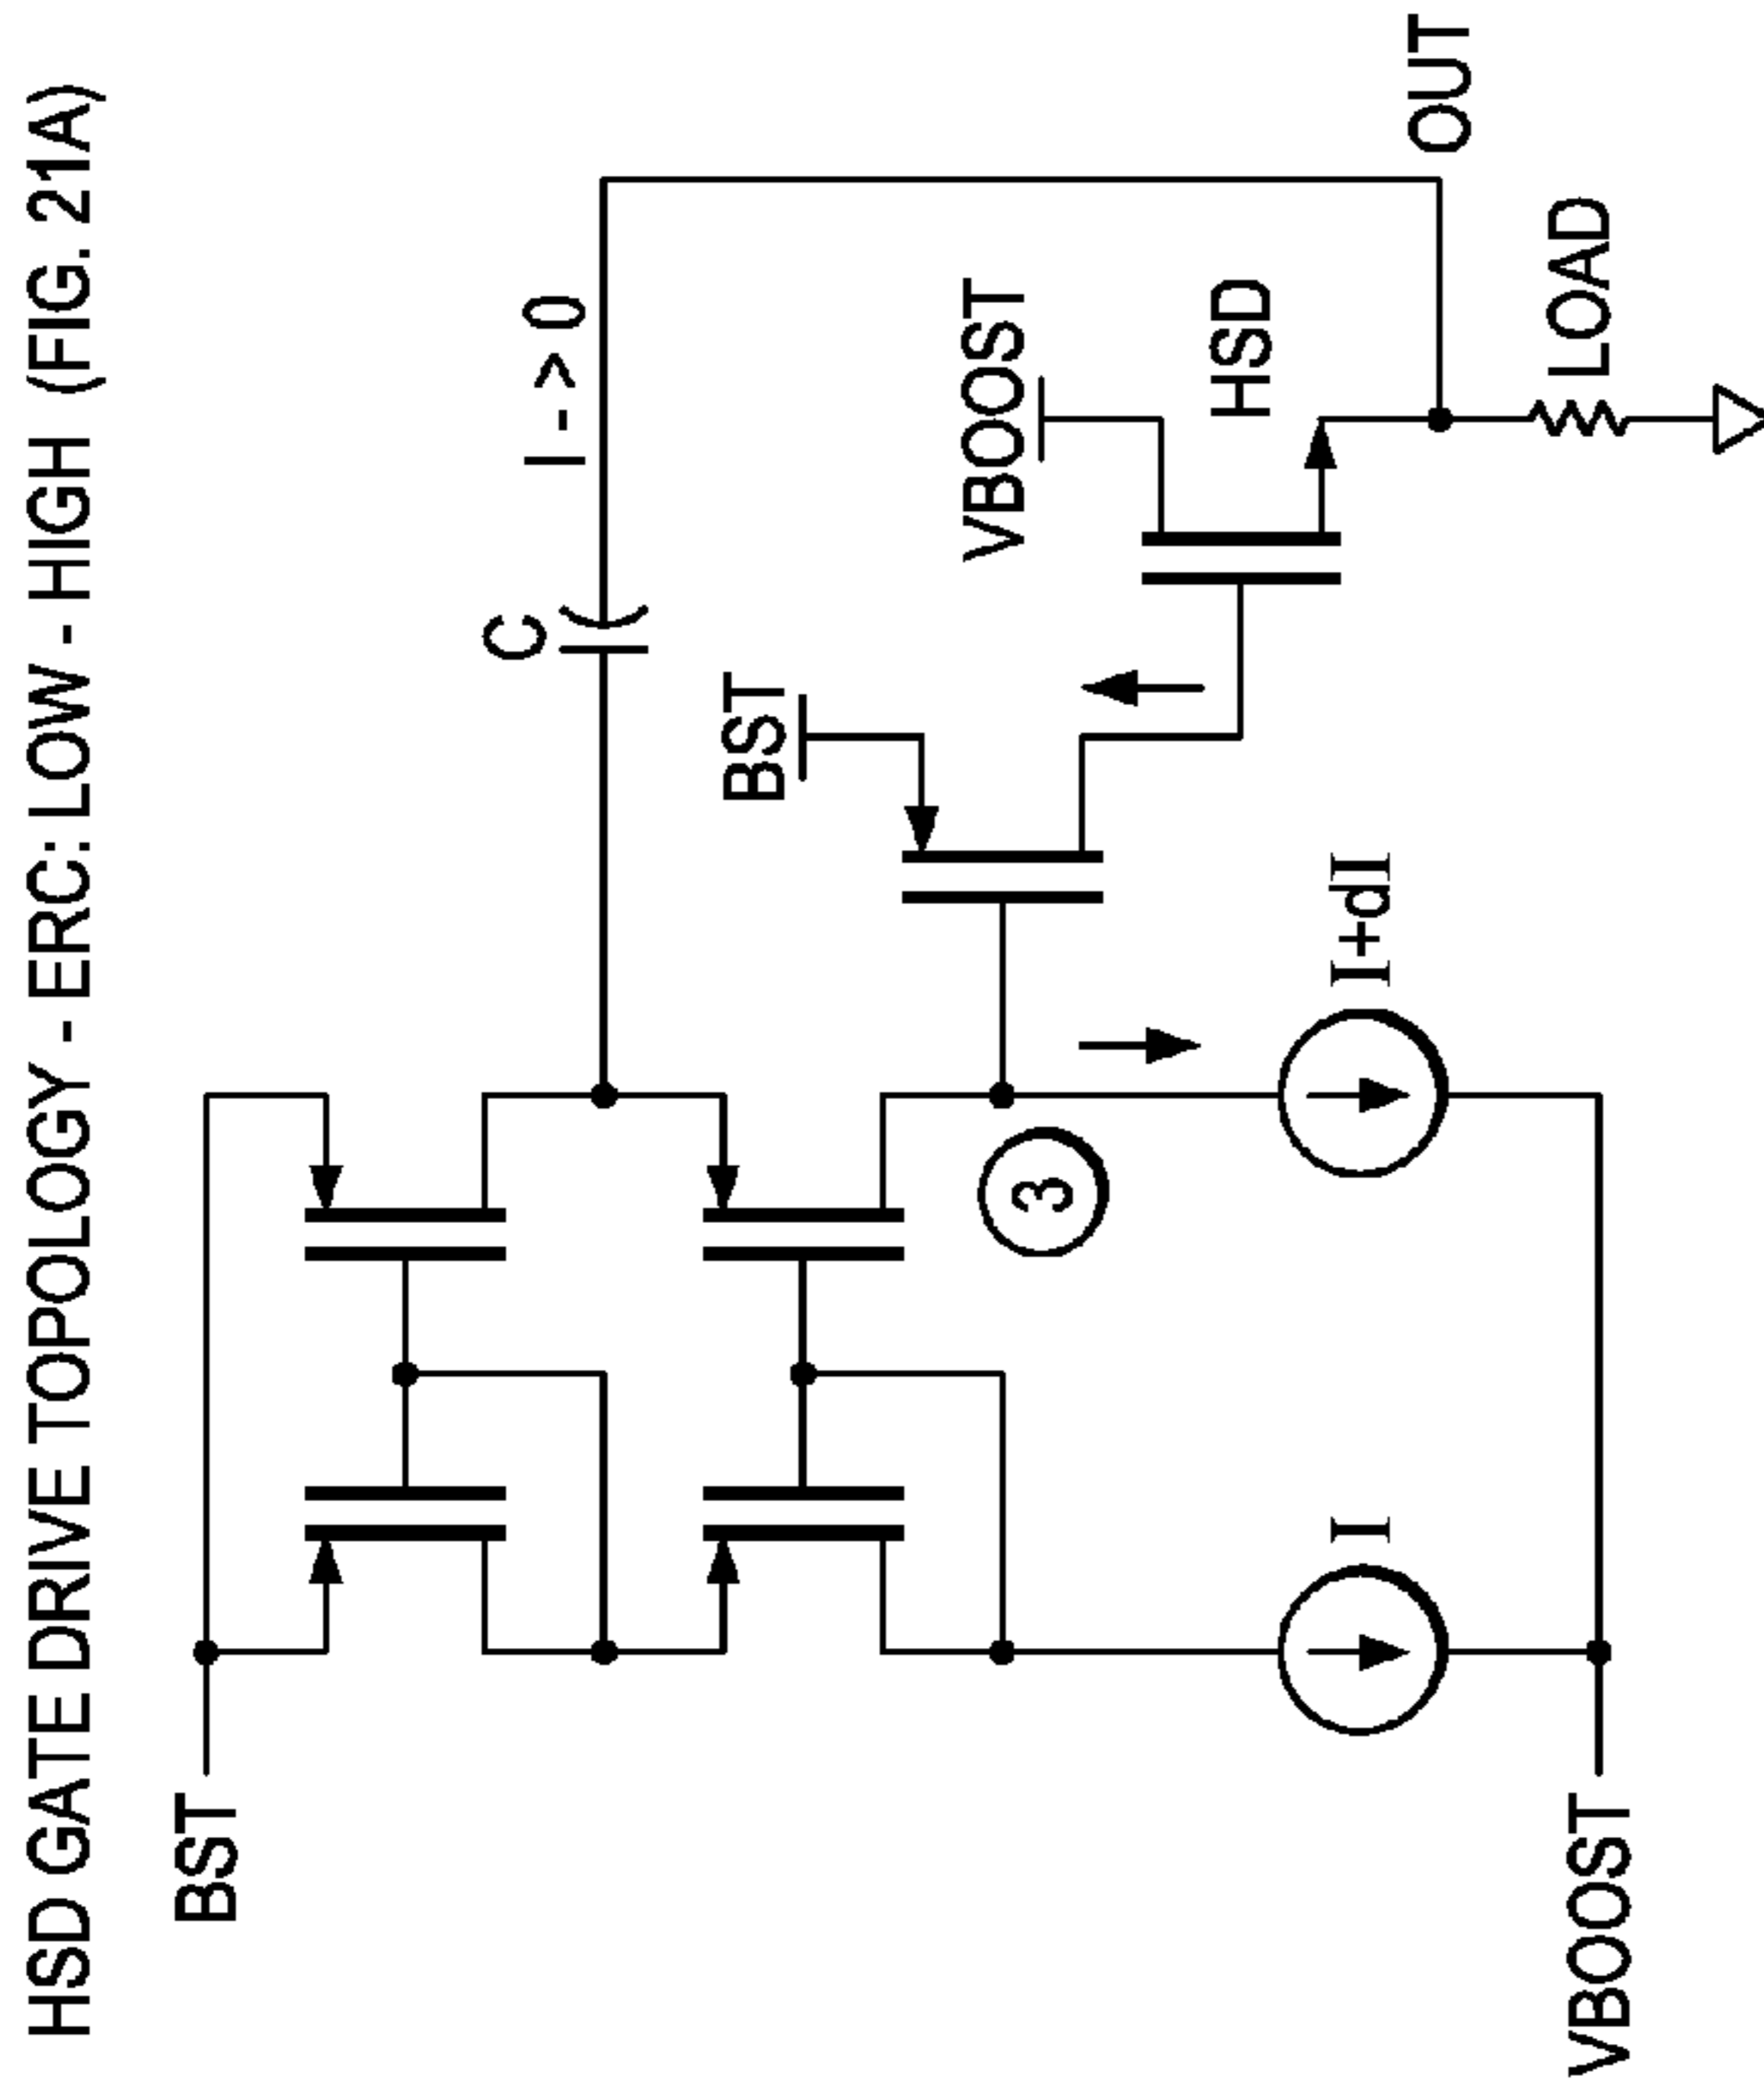 HSD GATE DRIVE TOPOLOGY - ERC: LOW - HIGH (FIG. 21A)
BST
I - > 0
C
BST
VBOOST
HSD
OUT
3
I
I+dI
LOAD
VBOOST